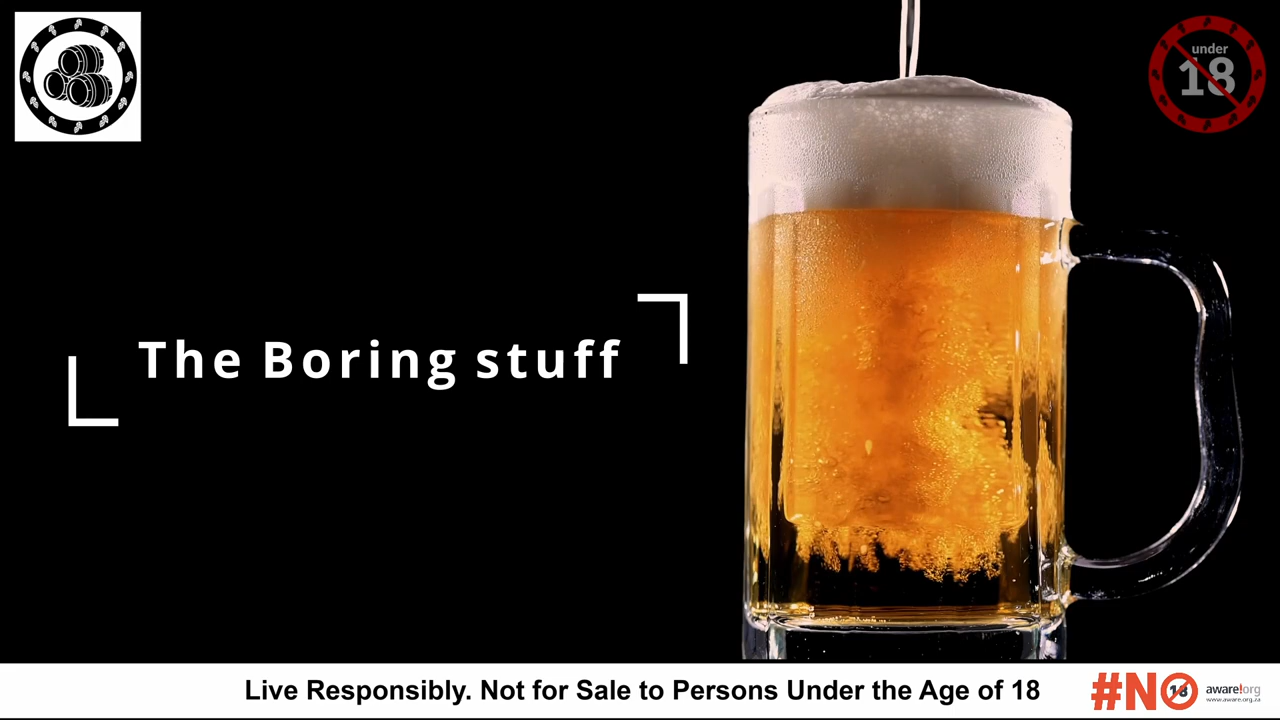 under
18
The Boring stuff
Live Responsibly. Not for Sale to Persons Under the Age of 18
#NO
18
aware!org
www.aware.org.za